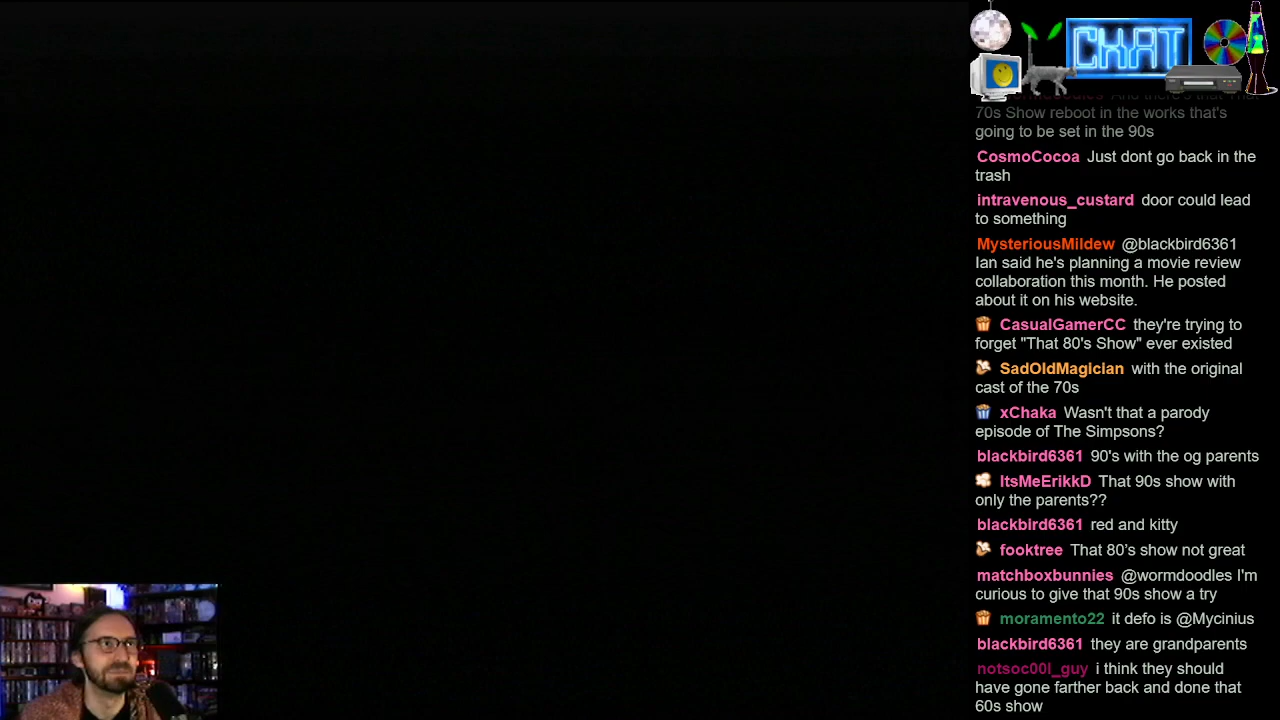 CHAT
And there's that That
70s Show reboot in the works that's
going to be set in the 90s
CosmoCocoa Just dont go back in the
trash
intravenous_custard door could lead
to something
MysteriousMildew @blackbird6361
Ian said he's planning a movie review
collaboration this month. He posted
about it on his website.
CasualGamerCC they're trying to
forget "That 80's Show" ever existed
SadOldMagician with the original
cast of the 70s
xChaka Wasn't that a parody
episode of The Simpsons?
blackbird6361 90's with the og parents
ItsMeErikkD That 90s show with
only the parents??
blackbird6361 red and kitty
fooktree That 80's show not great
matchboxbunnies @wormdoodles I'm
curious to give that 90s show a try
moramento22 it defo is @Mycinius
blackbird6361 they are grandparents
notsoc00l_guy i think they should
have gone farther back and done that
60s show